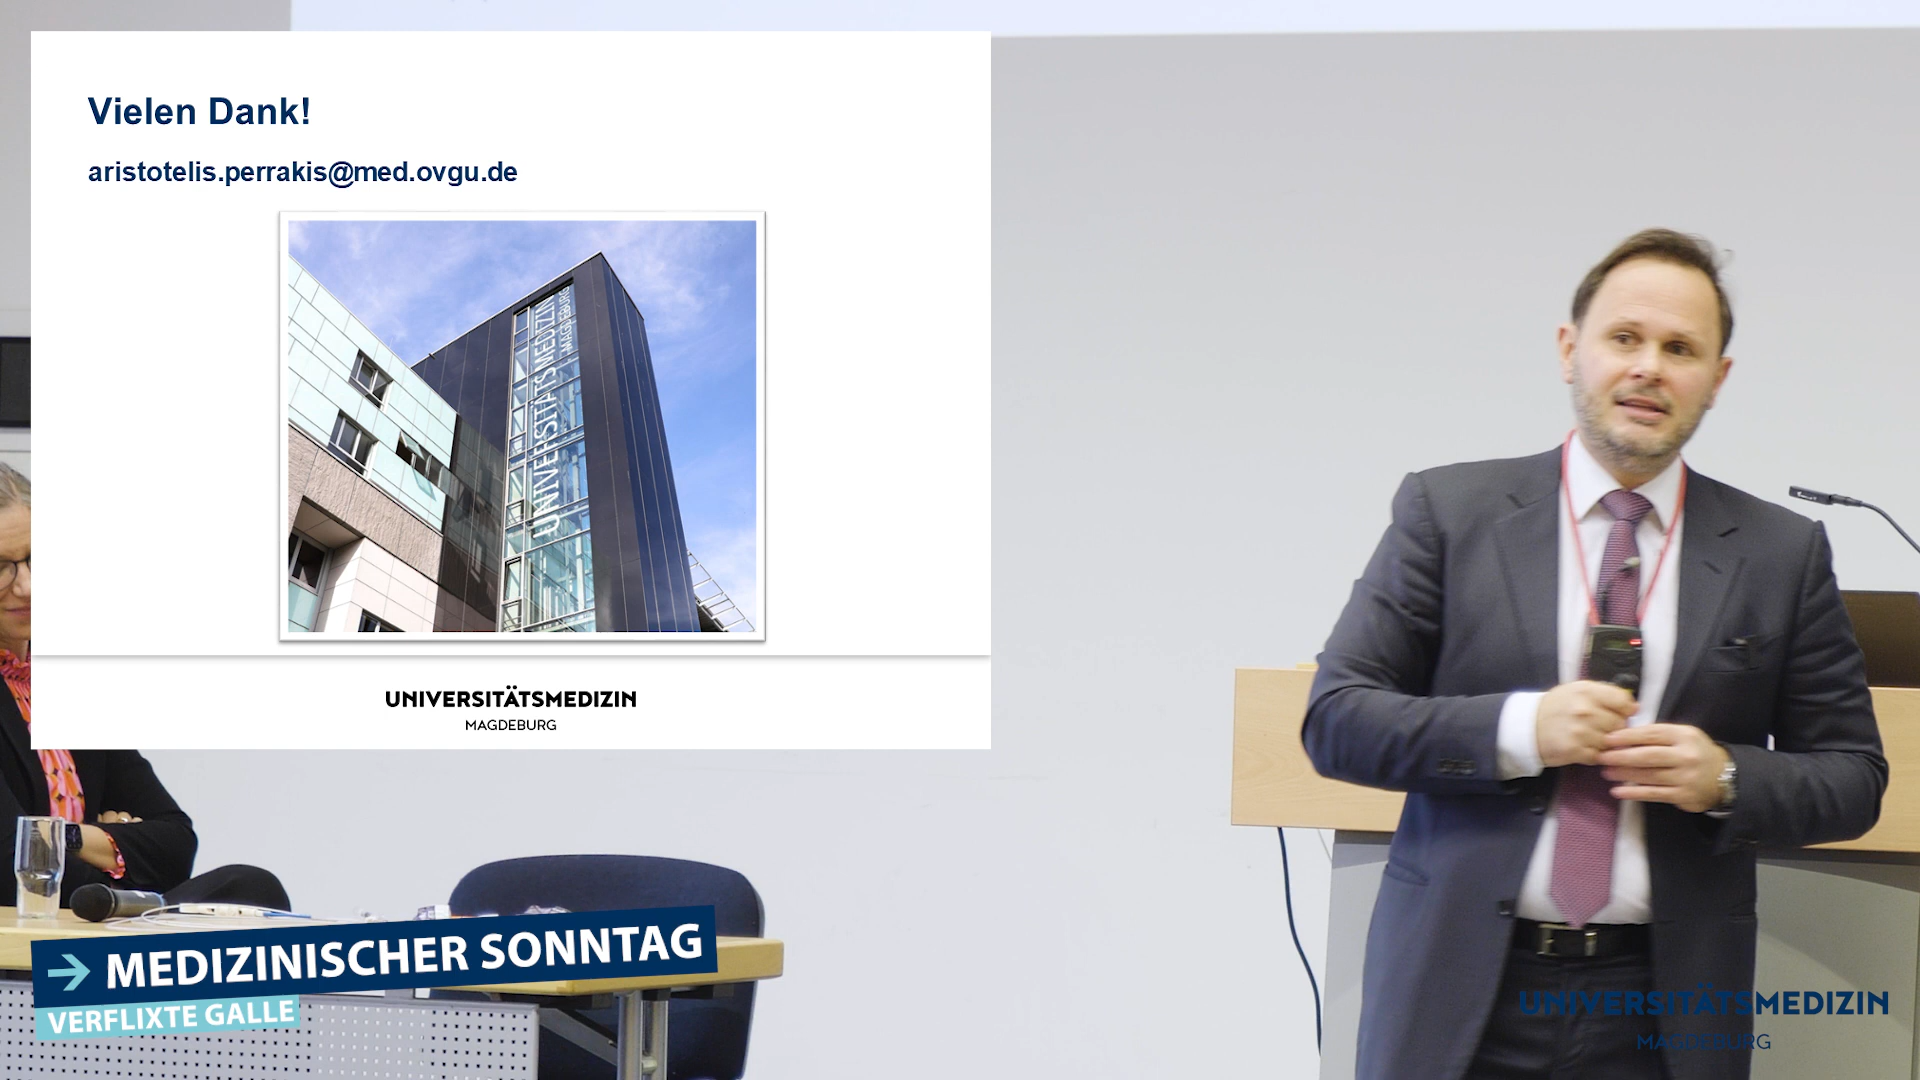 Vielen Dank!
aristotelis.perrakis@med.ovgu.de
UNIVERSITÄTSMEDIZIN
MAGDEBURG
UNIVERSITÄTSMEDIZIN
MAGDEBURG
→ MEDIZINISCHER SONNTAG
VERFLIXTE GALLE
UNIVERSITÄTSMEDIZIN
MAGDEBURG